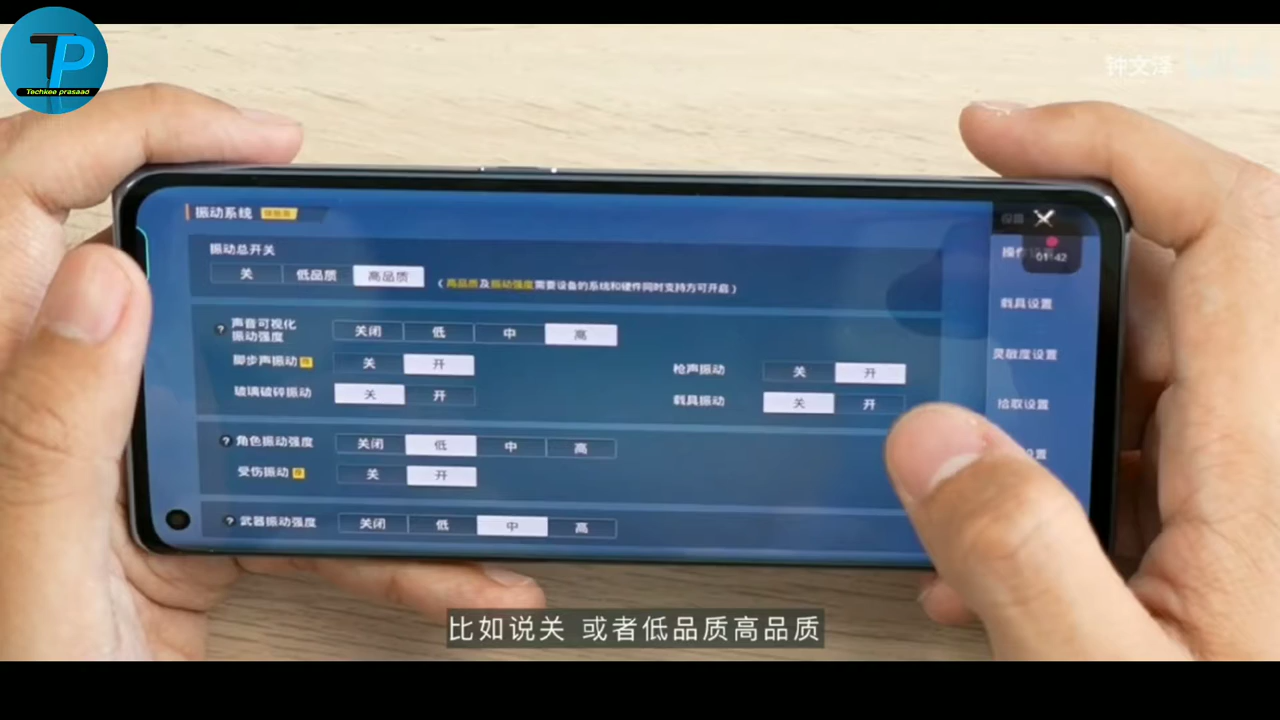 TP
Techkee prasaad
钟文泽
振动系统 体验服
振动总开关
关 低品质 高品质 （高品质及振动强度需要设备的系统和硬件同时支持方可开启）
? 声音可视化
振动强度 关闭 低 中 高
脚步声振动 关 开 枪声振动 关 开
玻璃破碎振动 关 开 载具振动 关 开
? 角色振动强度 关闭 低 中 高
受伤振动 关 开
? 武器振动强度 关闭 低 中 高
01:42
载具设置
灵敏度设置
拾取设置
比如说关 或者低品质高品质